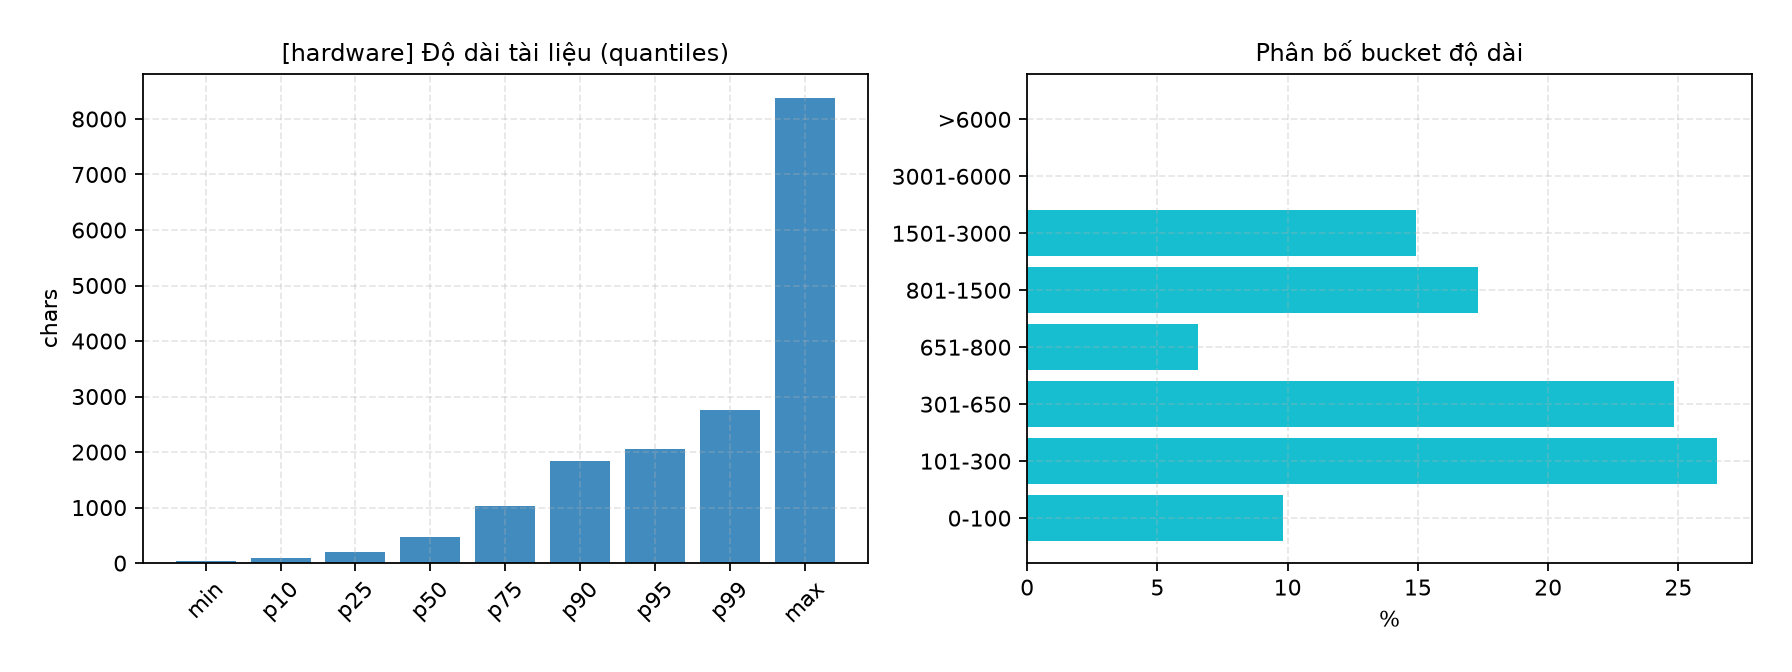 [hardware] Độ dài tài liệu (quantiles)
chars
8000
7000
6000
5000
4000
3000
2000
1000
0
min
p10
p25
p50
p75
p90
p95
p99
max
Phân bố bucket độ dài
>6000
3001-6000
1501-3000
801-1500
651-800
301-650
101-300
0-100
0
5
10
15
20
25
%